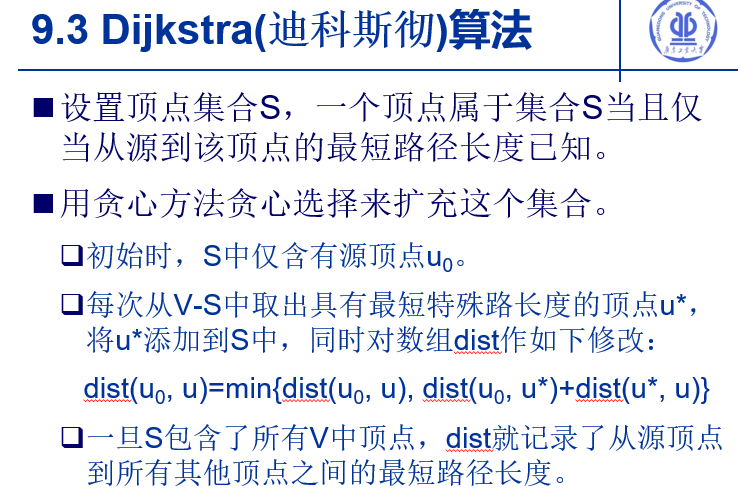 9.3 Dijkstra(迪科斯彻)算法
■设置顶点集合S，一个顶点属于集合S当且仅
当从源到该顶点的最短路径长度已知。
■用贪心方法贪心选择来扩充这个集合。
❑初始时，S中仅含有源顶点u₀。
❑每次从V-S中取出具有最短特殊路长度的顶点u*，
将u*添加到S中，同时对数组dist作如下修改：
dist(u₀, u)=min{dist(u₀, u), dist(u₀, u*)+dist(u*, u)}
❑一旦S包含了所有V中顶点，dist就记录了从源顶点
到所有其他顶点之间的最短路径长度。